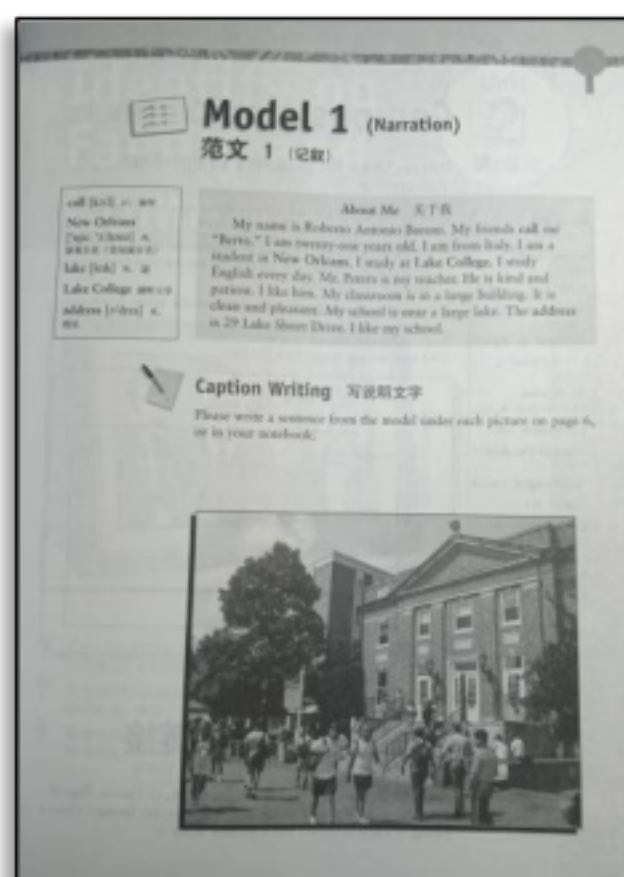 Model 1 (Narration)
范文 1 (记叙)
call v.
New Orleans
n.
lake n. 湖
Lake College
address n.
About Me 关于我
My name is Roberto Antonio Baroni. My friends call me
"Berto." I am twenty-one years old. I am from Italy. I am a
student in New Orleans. I study at Lake College. I study
English every day. Mr. Peters is my teacher. He is kind and
patient. I like him. My classroom is in a large building. It is
clean and pleasant. My school is near a large lake. The address
is 29 Lake Shore Drive. I like my school.
Caption Writing 写说明文字
Please write a sentence from the model under each picture on page 6,
or in your notebook.